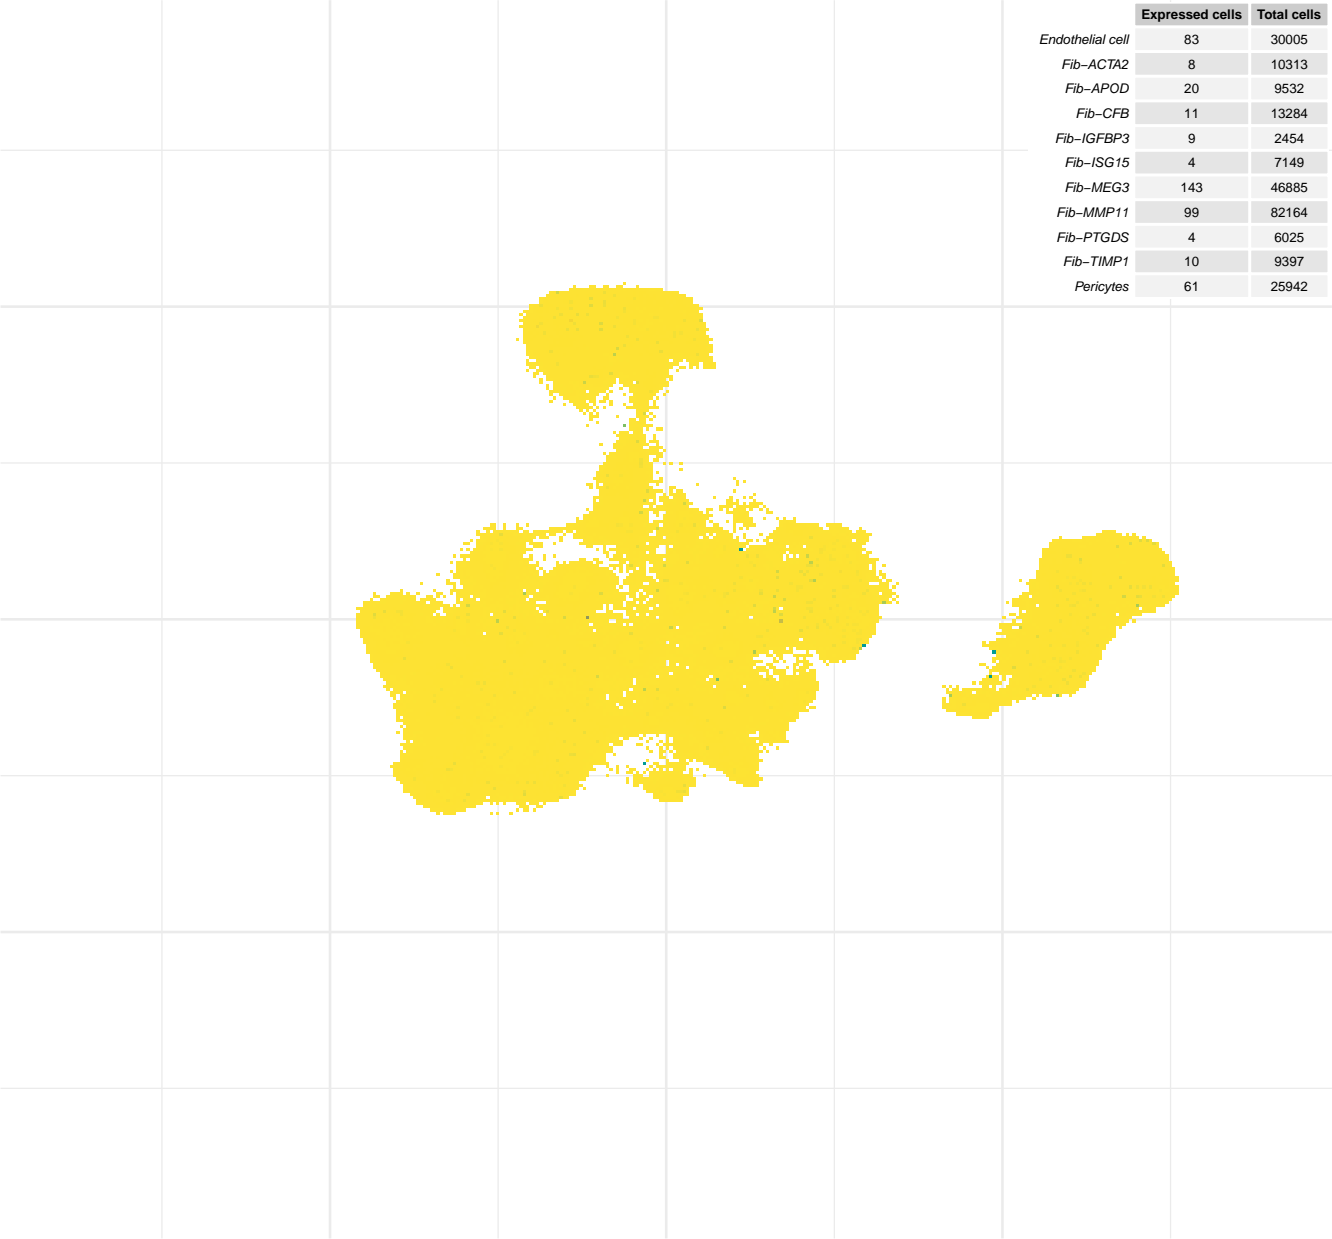 Expressed cells Total cells
Endothelial cell 83 30005
Fib−ACTA2 8 10313
Fib−APOD 20 9532
Fib−CFB 11 13284
Fib−IGFBP3 9 2454
Fib−ISG15 4 7149
Fib−MEG3 143 46885
Fib−MMP11 99 82164
Fib−PTGDS 4 6025
Fib−TIMP1 10 9397
Pericytes 61 25942